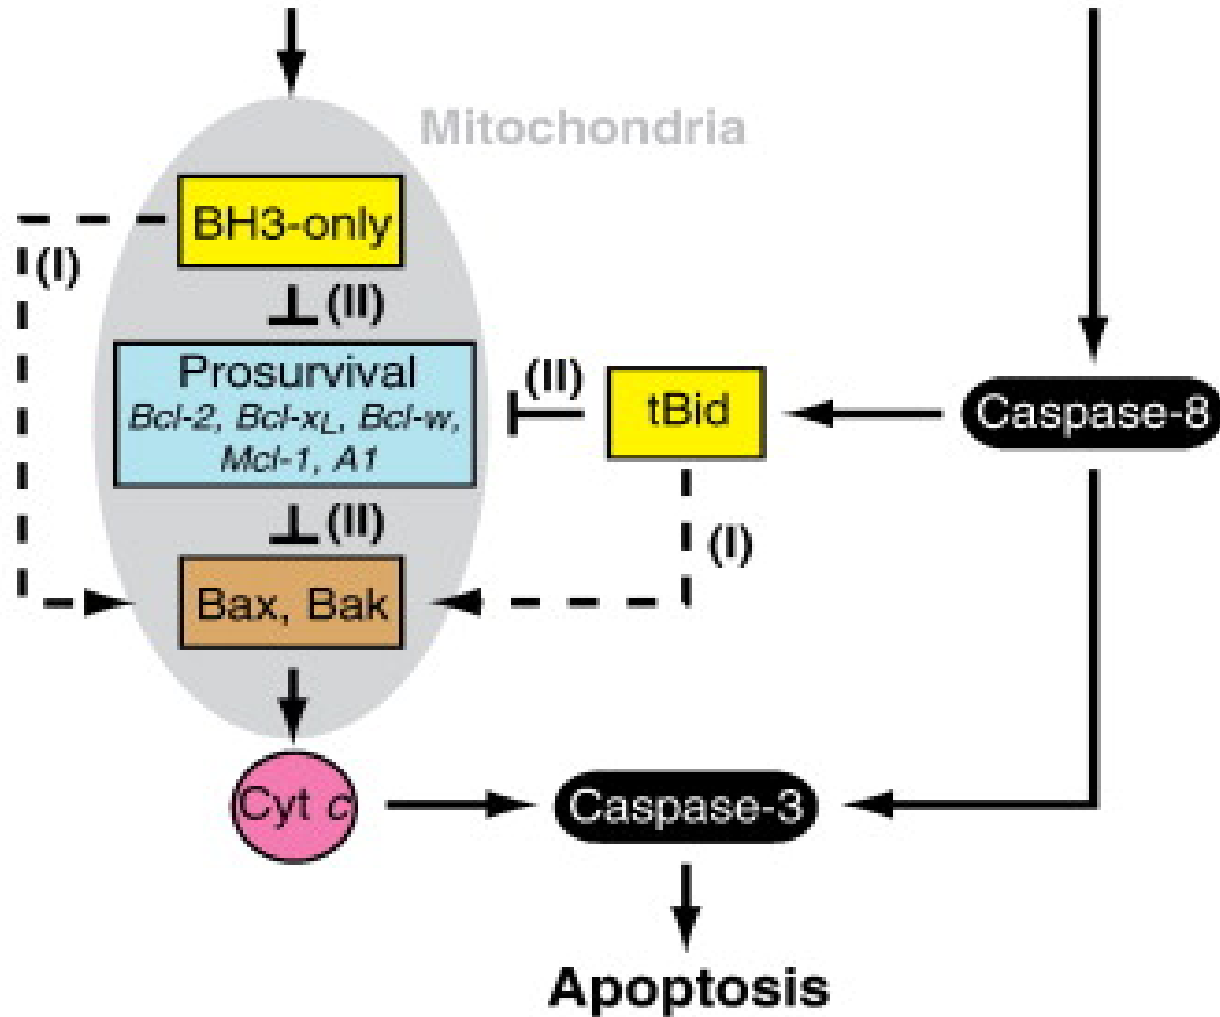 Mitochondria
BH3-only
(I)
(II)
Prosurvival
Bcl-2, Bcl-xL, Bcl-w,
Mcl-1, A1
(II)
tBid
Caspase-8
(II)
(I)
Bax, Bak
Cyt c
Caspase-3
Apoptosis